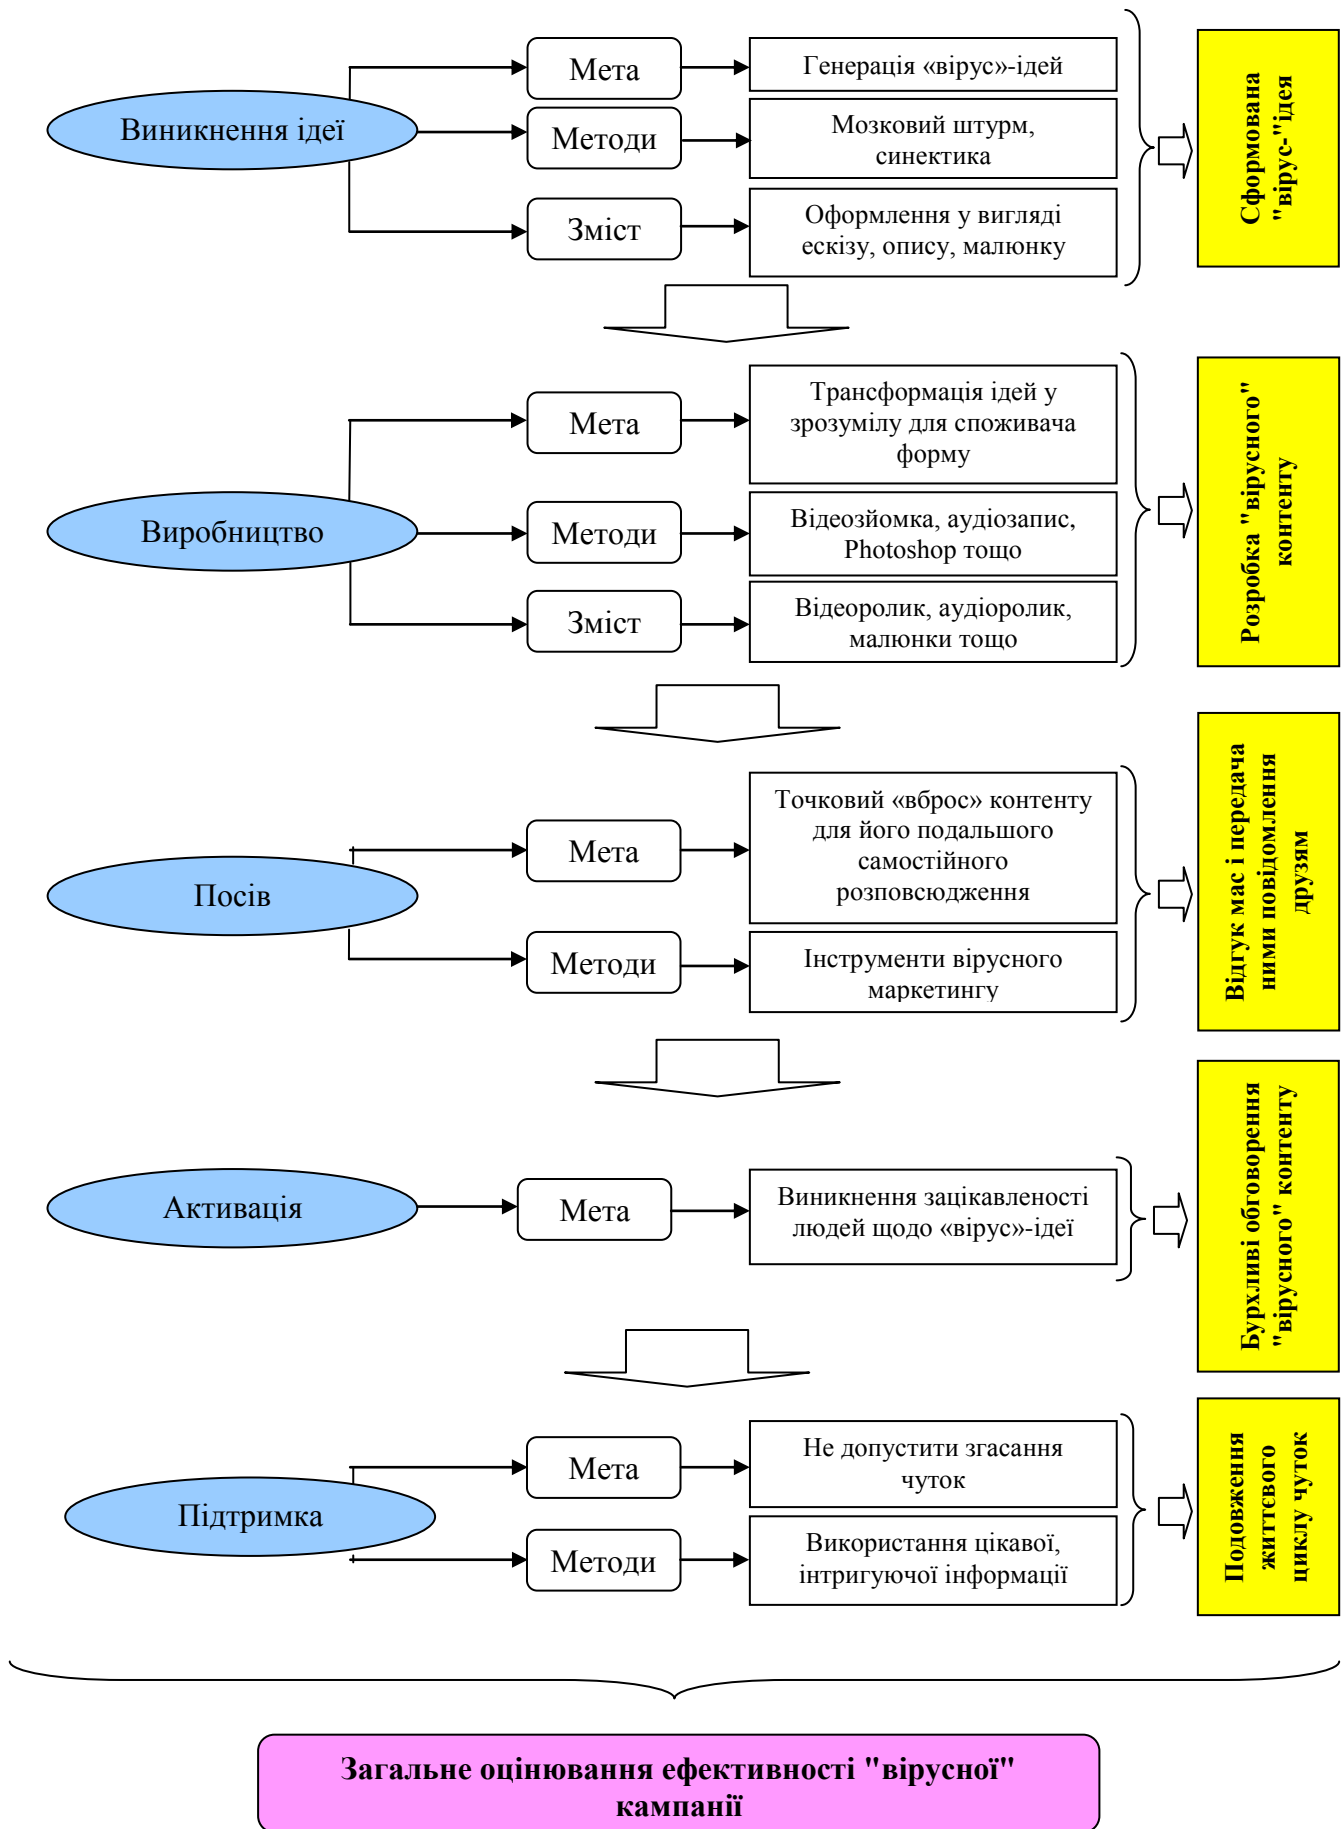 Виникнення ідеї
Мета
Генерація «вірус»-ідей
Методи
Мозковий штурм,
синектика
Зміст
Оформлення у вигляді
ескізу, опису, малюнку
Сформована
"вірус-"ідея
Виробництво
Мета
Трансформація ідей у
зрозумілу для споживача
форму
Методи
Відеозйомка, аудіозапис,
Photoshop тощо
Зміст
Відеоролик, аудіоролик,
малюнки тощо
Розробка "вірусного"
контенту
Посів
Мета
Точковий «вброс» контенту
для його подальшого
самостійного
розповсюдження
Методи
Інструменти вірусного
маркетингу
Відгук мас і передача
ними повідомлення
друзям
Активація
Мета
Виникнення зацікавленості
людей щодо «вірус»-ідеї
Бурхливі обговорення
"вірусного" контенту
Підтримка
Мета
Не допустити згасання
чуток
Методи
Використання цікавої,
інтригуючої інформації
Подовження
життєвого
циклу чуток
Загальне оцінювання ефективності "вірусної"
кампанії